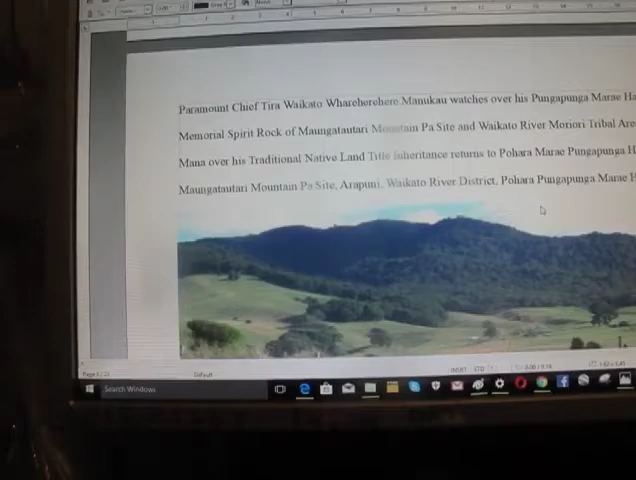 Paramount Chief Tira Waikato Whareherehere Manukau watches over his Pungapunga Marae Ha
Memorial Spirit Rock of Maungatautari Mountain Pa Site and Waikato River Moriori Tribal Are
Mana over his Traditional Native Land Title Inheritance returns to Pohara Marae Pungapunga H
Maungatautari Mountain Pa Site, Arapuni, Waikato River District, Pohara Pungapunga Marae H
Default
Search Windows